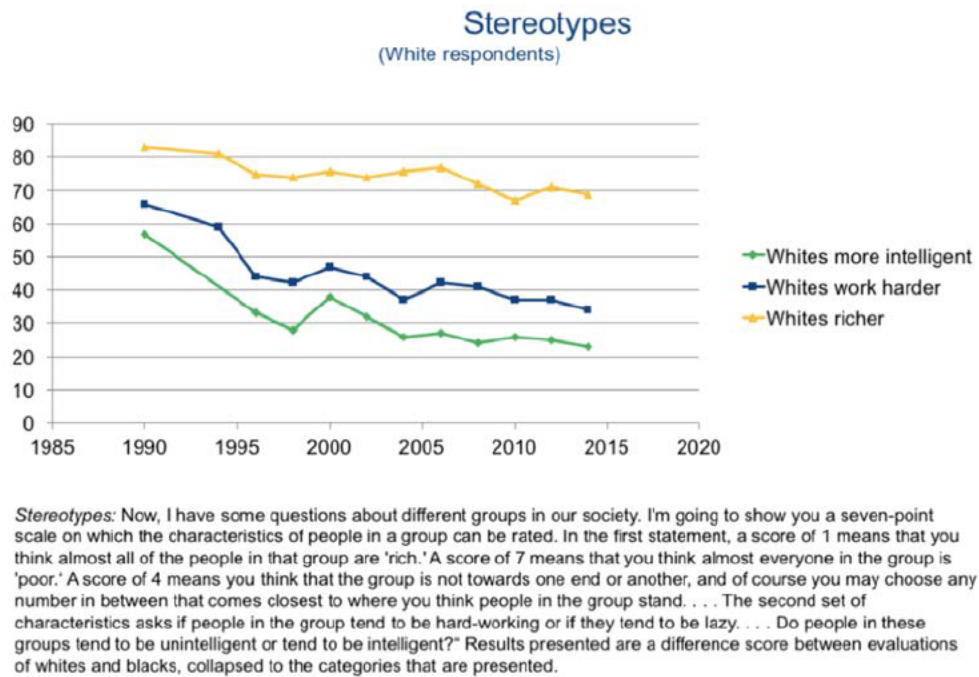 Stereotypes
(White respondents)
90
80
70
60
50
40
30
20
10
0
1985 1990 1995 2000 2005 2010 2015 2020
Whites more intelligent
Whites work harder
Whites richer
Stereotypes: Now, I have some questions about different groups in our society. I'm going to show you a seven-point
scale on which the characteristics of people in a group can be rated. In the first statement, a score of 1 means that you
think almost all of the people in that group are 'rich.' A score of 7 means that you think almost everyone in the group is
'poor.' A score of 4 means you think that the group is not towards one end or another, and of course you may choose any
number in between that comes closest to where you think people in the group stand. . . . The second set of
characteristics asks if people in the group tend to be hard-working or if they tend to be lazy. . . . Do people in these
groups tend to be unintelligent or tend to be intelligent?" Results presented are a difference score between evaluations
of whites and blacks, collapsed to the categories that are presented.